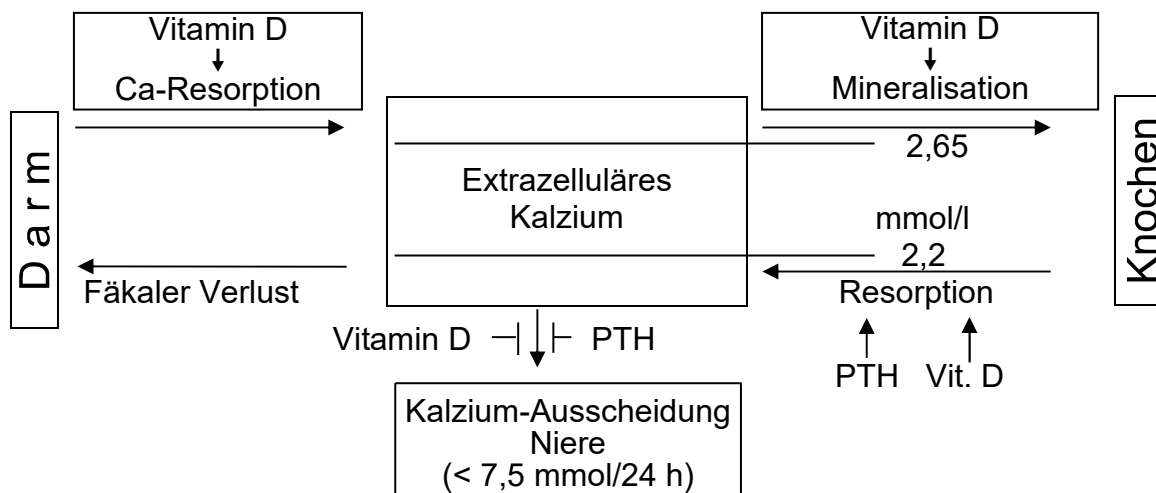 Vitamin D
Ca-Resorption
Vitamin D
Mineralisation
D a r m
Extrazelluläres
Kalzium
2,65
mmol/l
2,2
Knochen
Fäkaler Verlust
Resorption
Vitamin D
PTH
PTH
Vit. D
Kalzium-Ausscheidung
Niere
(< 7,5 mmol/24 h)